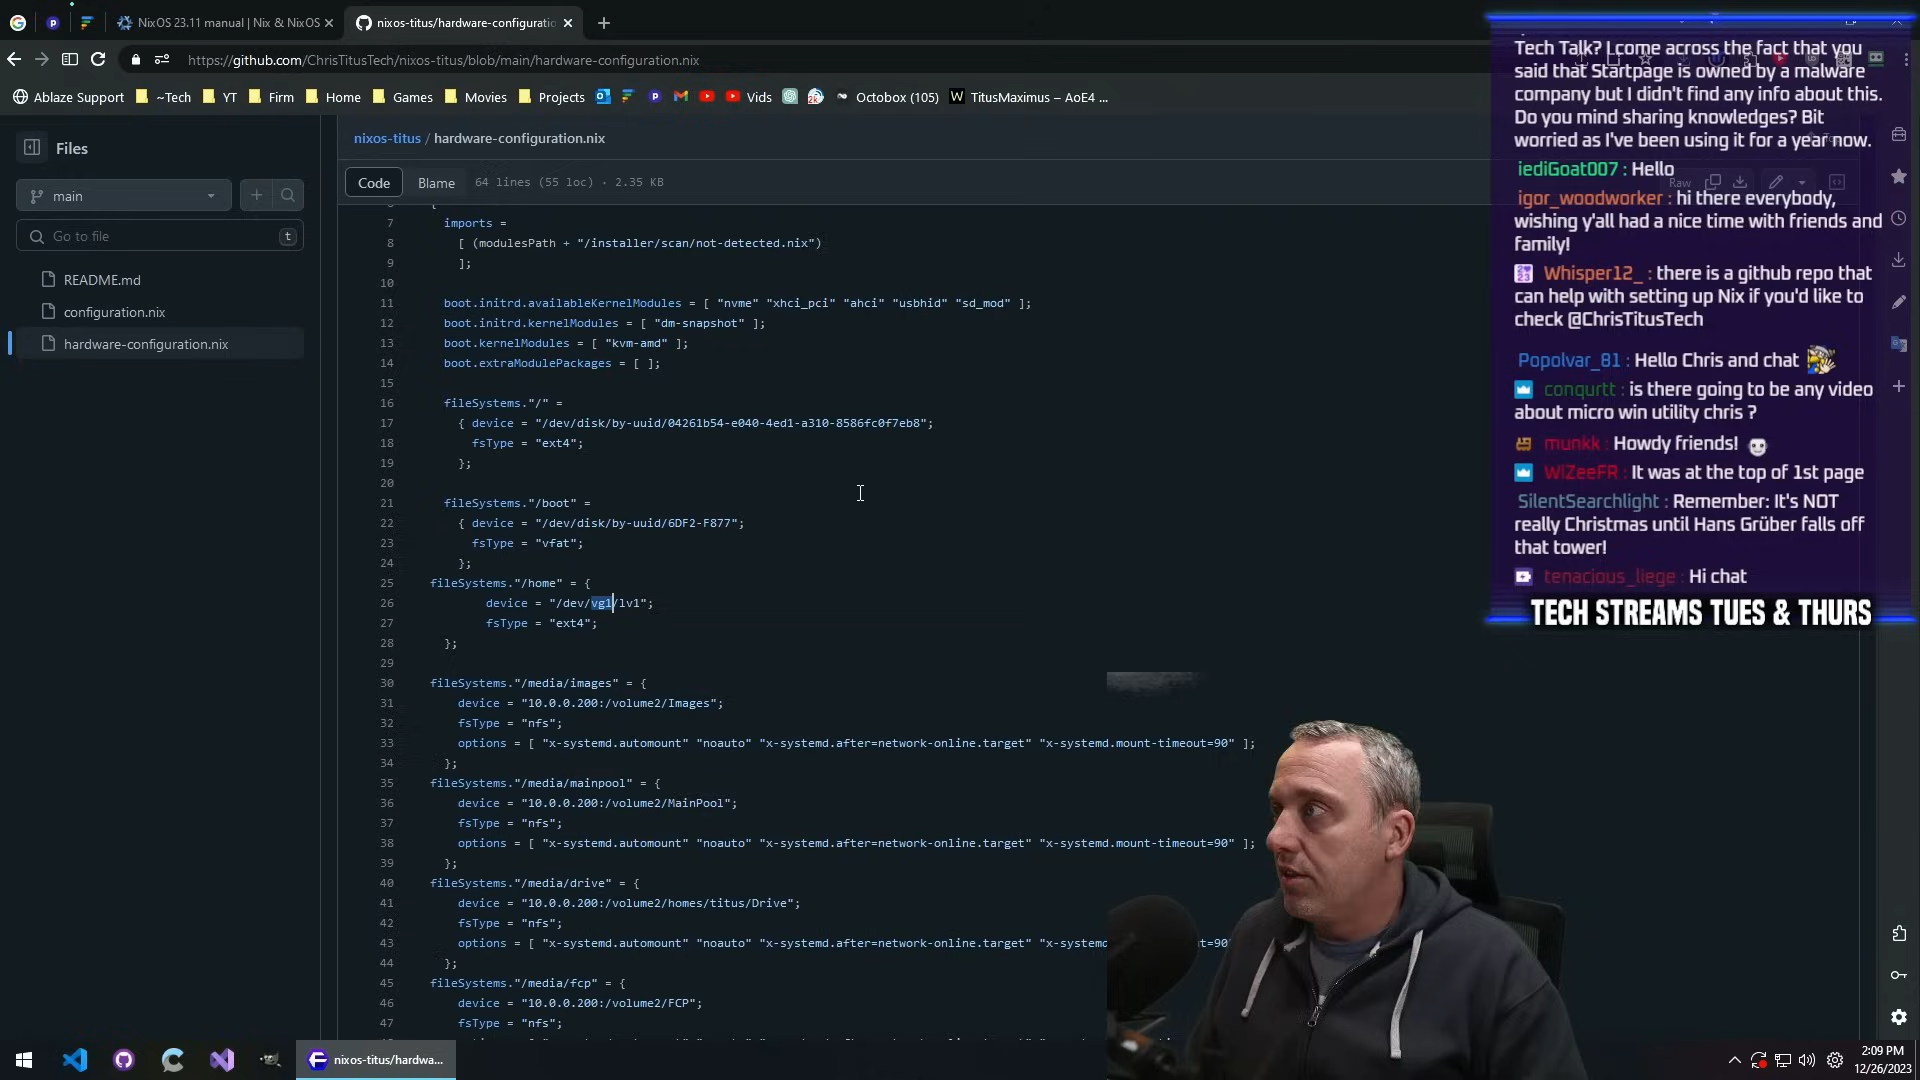 NixOS 23.11 manual | Nix & NixOS
nixos-titus/hardware-configuratio
https://github.com/ChrisTitusTech/nixos-titus/blob/main/hardware-configuration.nix
Ablaze Support
~Tech
YT
Firm
Home
Games
Movies
Projects
Vids
Octobox (105)
TitusMaximus – AoE4 ...
Files
main
Go to file
t
README.md
configuration.nix
hardware-configuration.nix
nixos-titus / hardware-configuration.nix
Code
Blame
64 lines (55 loc) · 2.35 KB
Raw
7 imports =
8 [ (modulesPath + "/installer/scan/not-detected.nix")
9 ];
10
11 boot.initrd.availableKernelModules = [ "nvme" "xhci_pci" "ahci" "usbhid" "sd_mod" ];
12 boot.initrd.kernelModules = [ "dm-snapshot" ];
13 boot.kernelModules = [ "kvm-amd" ];
14 boot.extraModulePackages = [ ];
15
16 fileSystems."/" =
17 { device = "/dev/disk/by-uuid/04261b54-e040-4ed1-a310-8586fc0f7eb8";
18 fsType = "ext4";
19 };
20
21 fileSystems."/boot" =
22 { device = "/dev/disk/by-uuid/6DF2-F877";
23 fsType = "vfat";
24 };
25 fileSystems."/home" = {
26 device = "/dev/vg1/lv1";
27 fsType = "ext4";
28 };
29
30 fileSystems."/media/images" = {
31 device = "10.0.0.200:/volume2/Images";
32 fsType = "nfs";
33 options = [ "x-systemd.automount" "noauto" "x-systemd.after=network-online.target" "x-systemd.mount-timeout=90" ];
34 };
35 fileSystems."/media/mainpool" = {
36 device = "10.0.0.200:/volume2/MainPool";
37 fsType = "nfs";
38 options = [ "x-systemd.automount" "noauto" "x-systemd.after=network-online.target" "x-systemd.mount-timeout=90" ];
39 };
40 fileSystems."/media/drive" = {
41 device = "10.0.0.200:/volume2/homes/titus/Drive";
42 fsType = "nfs";
43 options = [ "x-systemd.automount" "noauto" "x-systemd.after=network-online.target" "x-systemd t=90'
44 };
45 fileSystems."/media/fcp" = {
46 device = "10.0.0.200:/volume2/FCP";
47 fsType = "nfs";
Tech Talk? I come across the fact that you
said that Startpage is owned by a malware
company but I didn't find any info about this.
Do you mind sharing knowledges? Bit
worried as I've been using it for a year now.
iediGoat007 : Hello
igor_woodworker : hi there everybody,
wishing y'all had a nice time with friends and
family!
Whisper12_ : there is a github repo that
can help with setting up Nix if you'd like to
check @ChrisTitusTech
Popolvar_81 : Hello Chris and chat
conqurtt : is there going to be any video
about micro win utility chris ?
munkk : Howdy friends!
WiZeeFR : It was at the top of 1st page
SilentSearchlight : Remember: It's NOT
really Christmas until Hans Grüber falls off
that tower!
tenacious_liege : Hi chat
TECH STREAMS TUES & THURS
nixos-titus/hardwa...
2:09 PM
12/26/2023